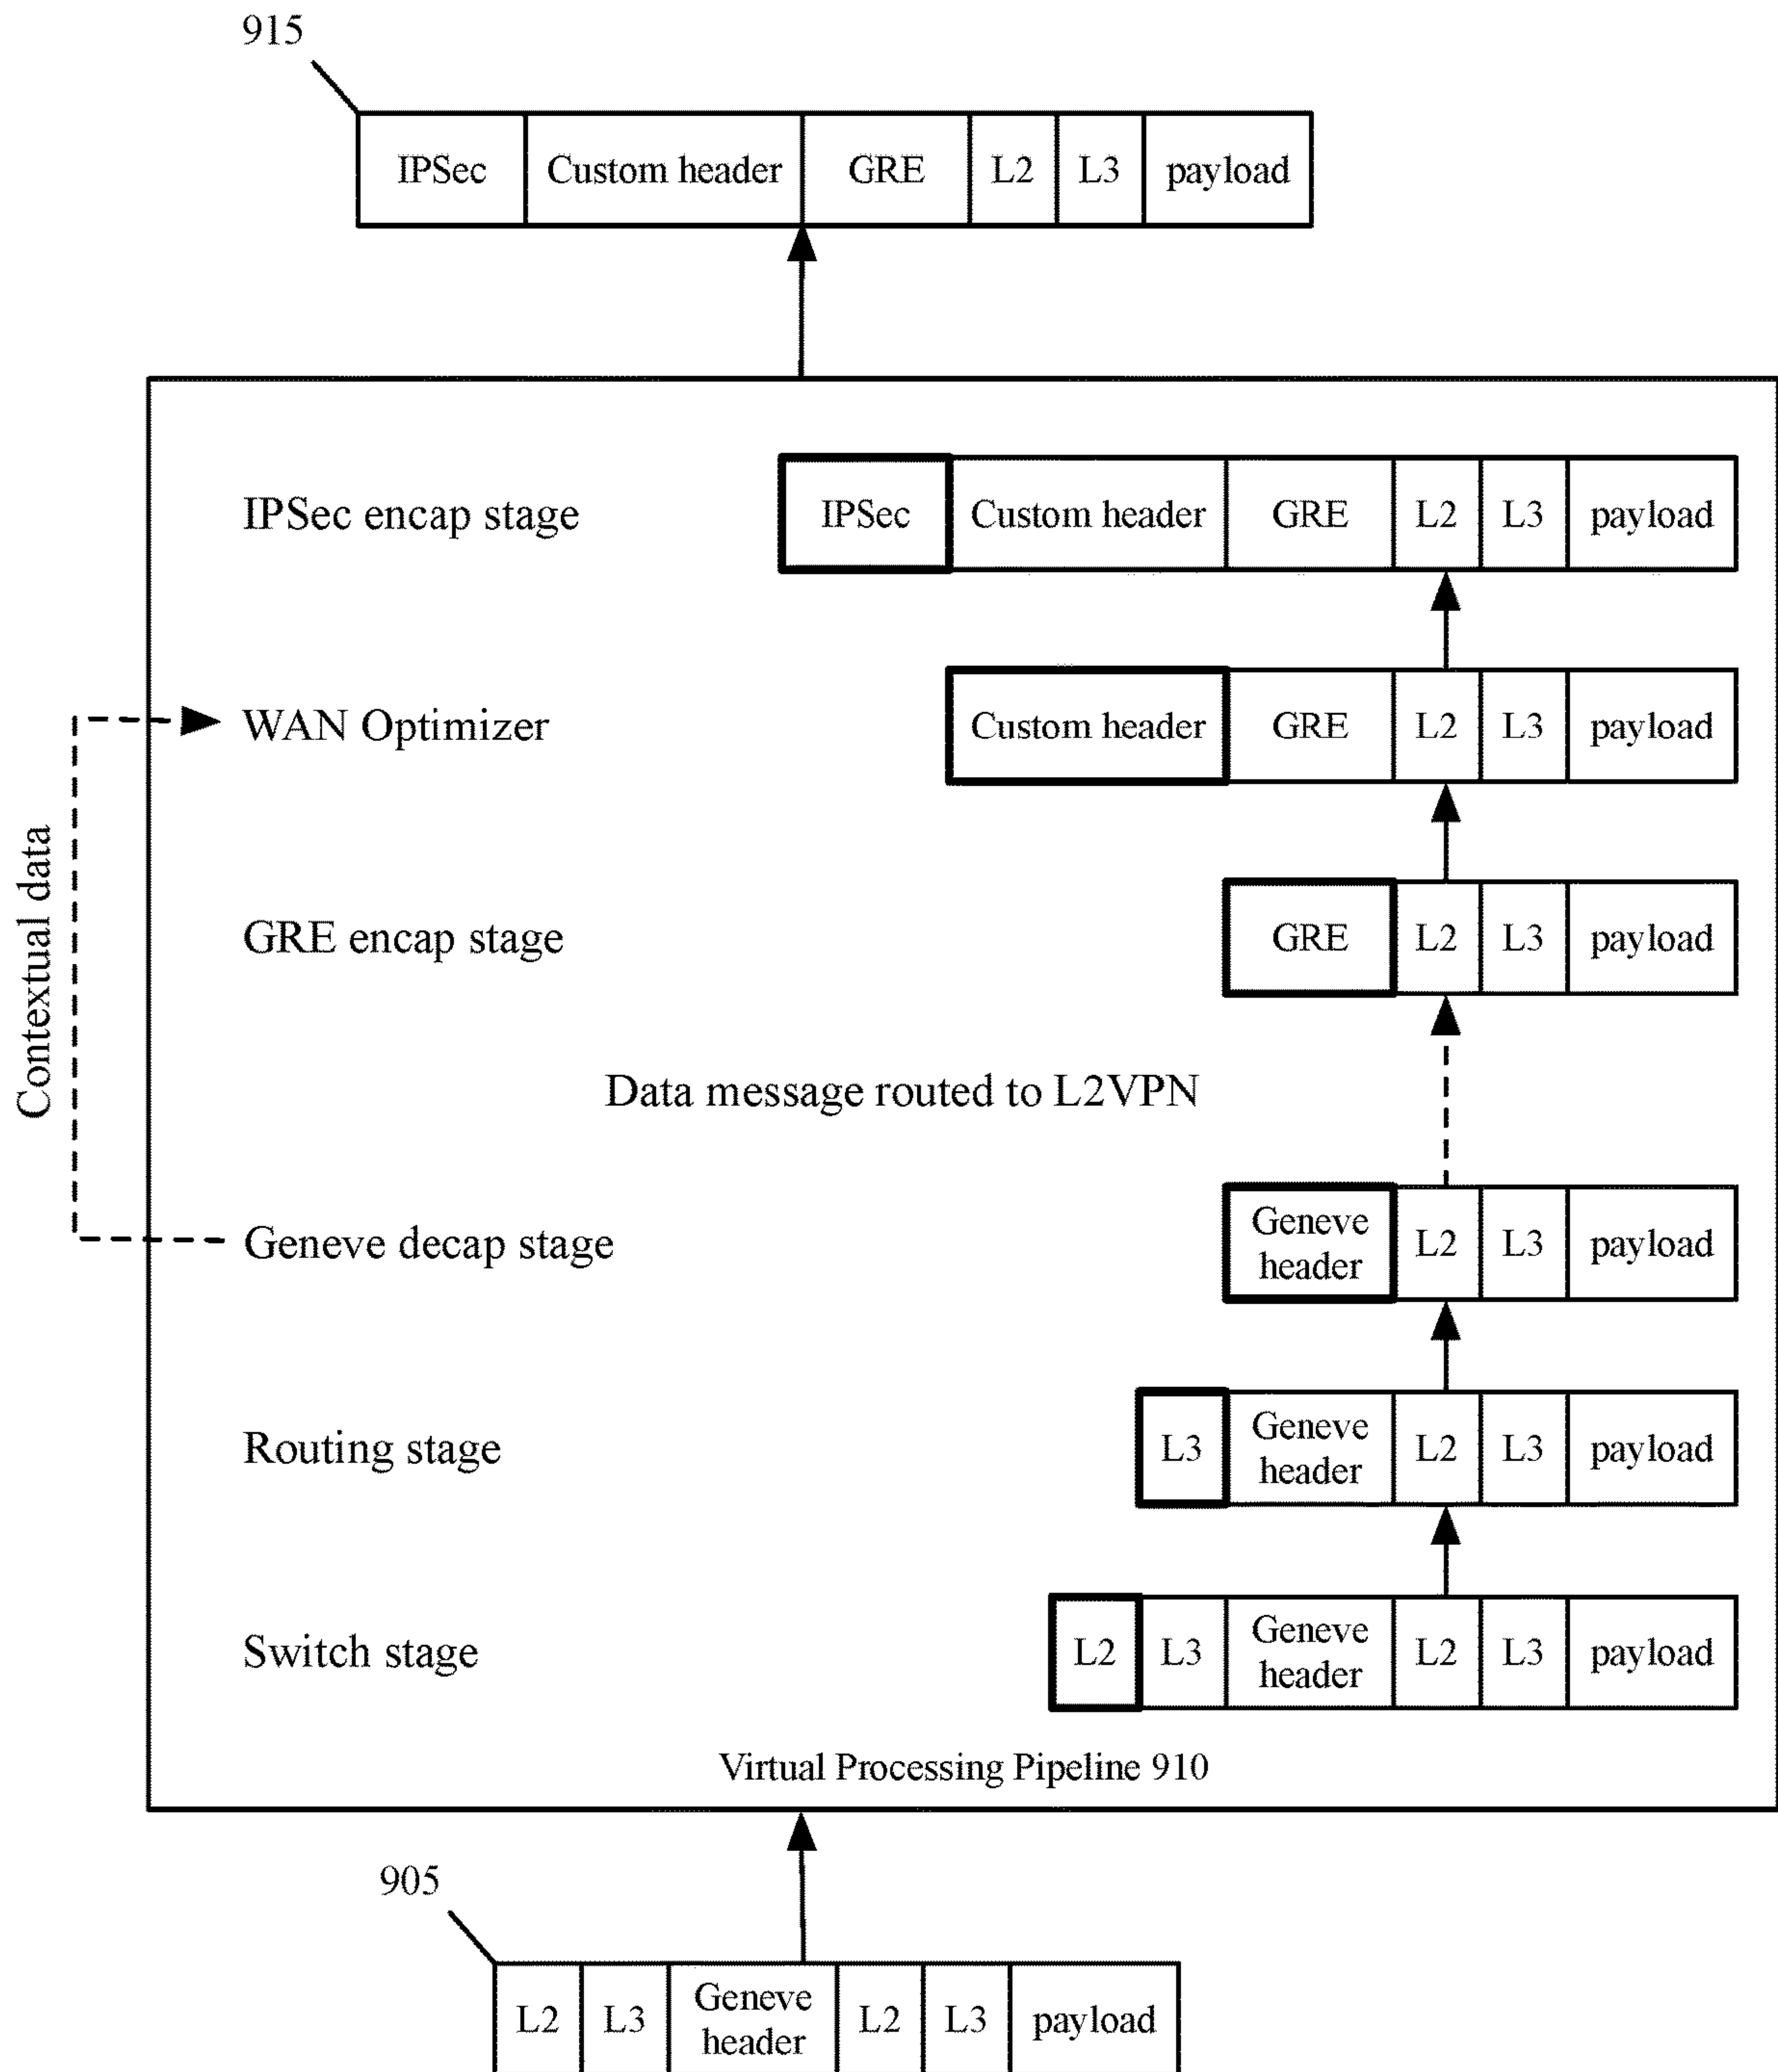 915
IPSec Custom header GRE L2 L3 payload
IPSec encap stage IPSec Custom header GRE L2 L3 payload
WAN Optimizer Custom header GRE L2 L3 payload
Contextual data
GRE encap stage GRE L2 L3 payload
Data message routed to L2VPN
Geneve decap stage Geneve header L2 L3 payload
Routing stage L3 Geneve header L2 L3 payload
Switch stage L2 L3 Geneve header L2 L3 payload
Virtual Processing Pipeline 910
905
L2 L3 Geneve header L2 L3 payload